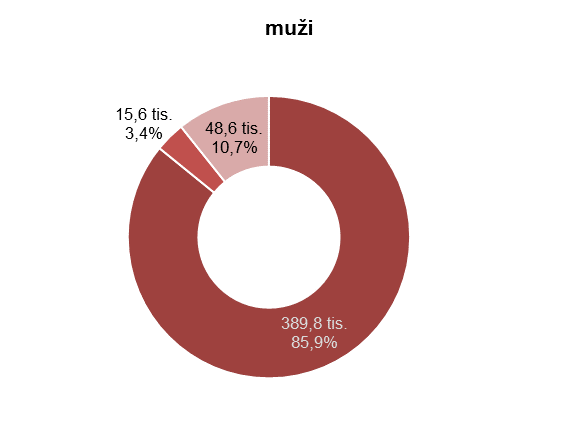 muži
15,6 tis.
3,4%
48,6 tis.
10,7%
389,8 tis.
85,9%